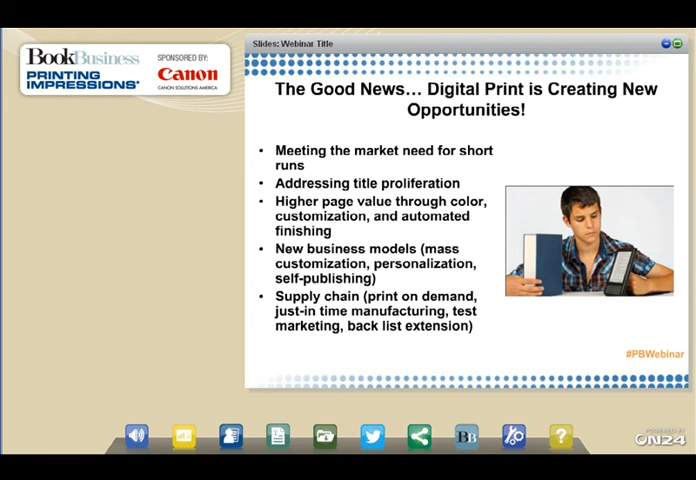 BookBusiness
PRINTING
IMPRESSIONS
SPONSORED BY:
Canon
CANON SOLUTIONS AMERICA
Slides: Webinar Title
The Good News… Digital Print is Creating New
Opportunities!
• Meeting the market need for short
runs
• Addressing title proliferation
• Higher page value through color,
customization, and automated
finishing
• New business models (mass
customization, personalization,
self-publishing)
• Supply chain (print on demand,
just-in time manufacturing, test
marketing, back list extension)
#PBWebinar
BB
?
POWERED BY
ON24